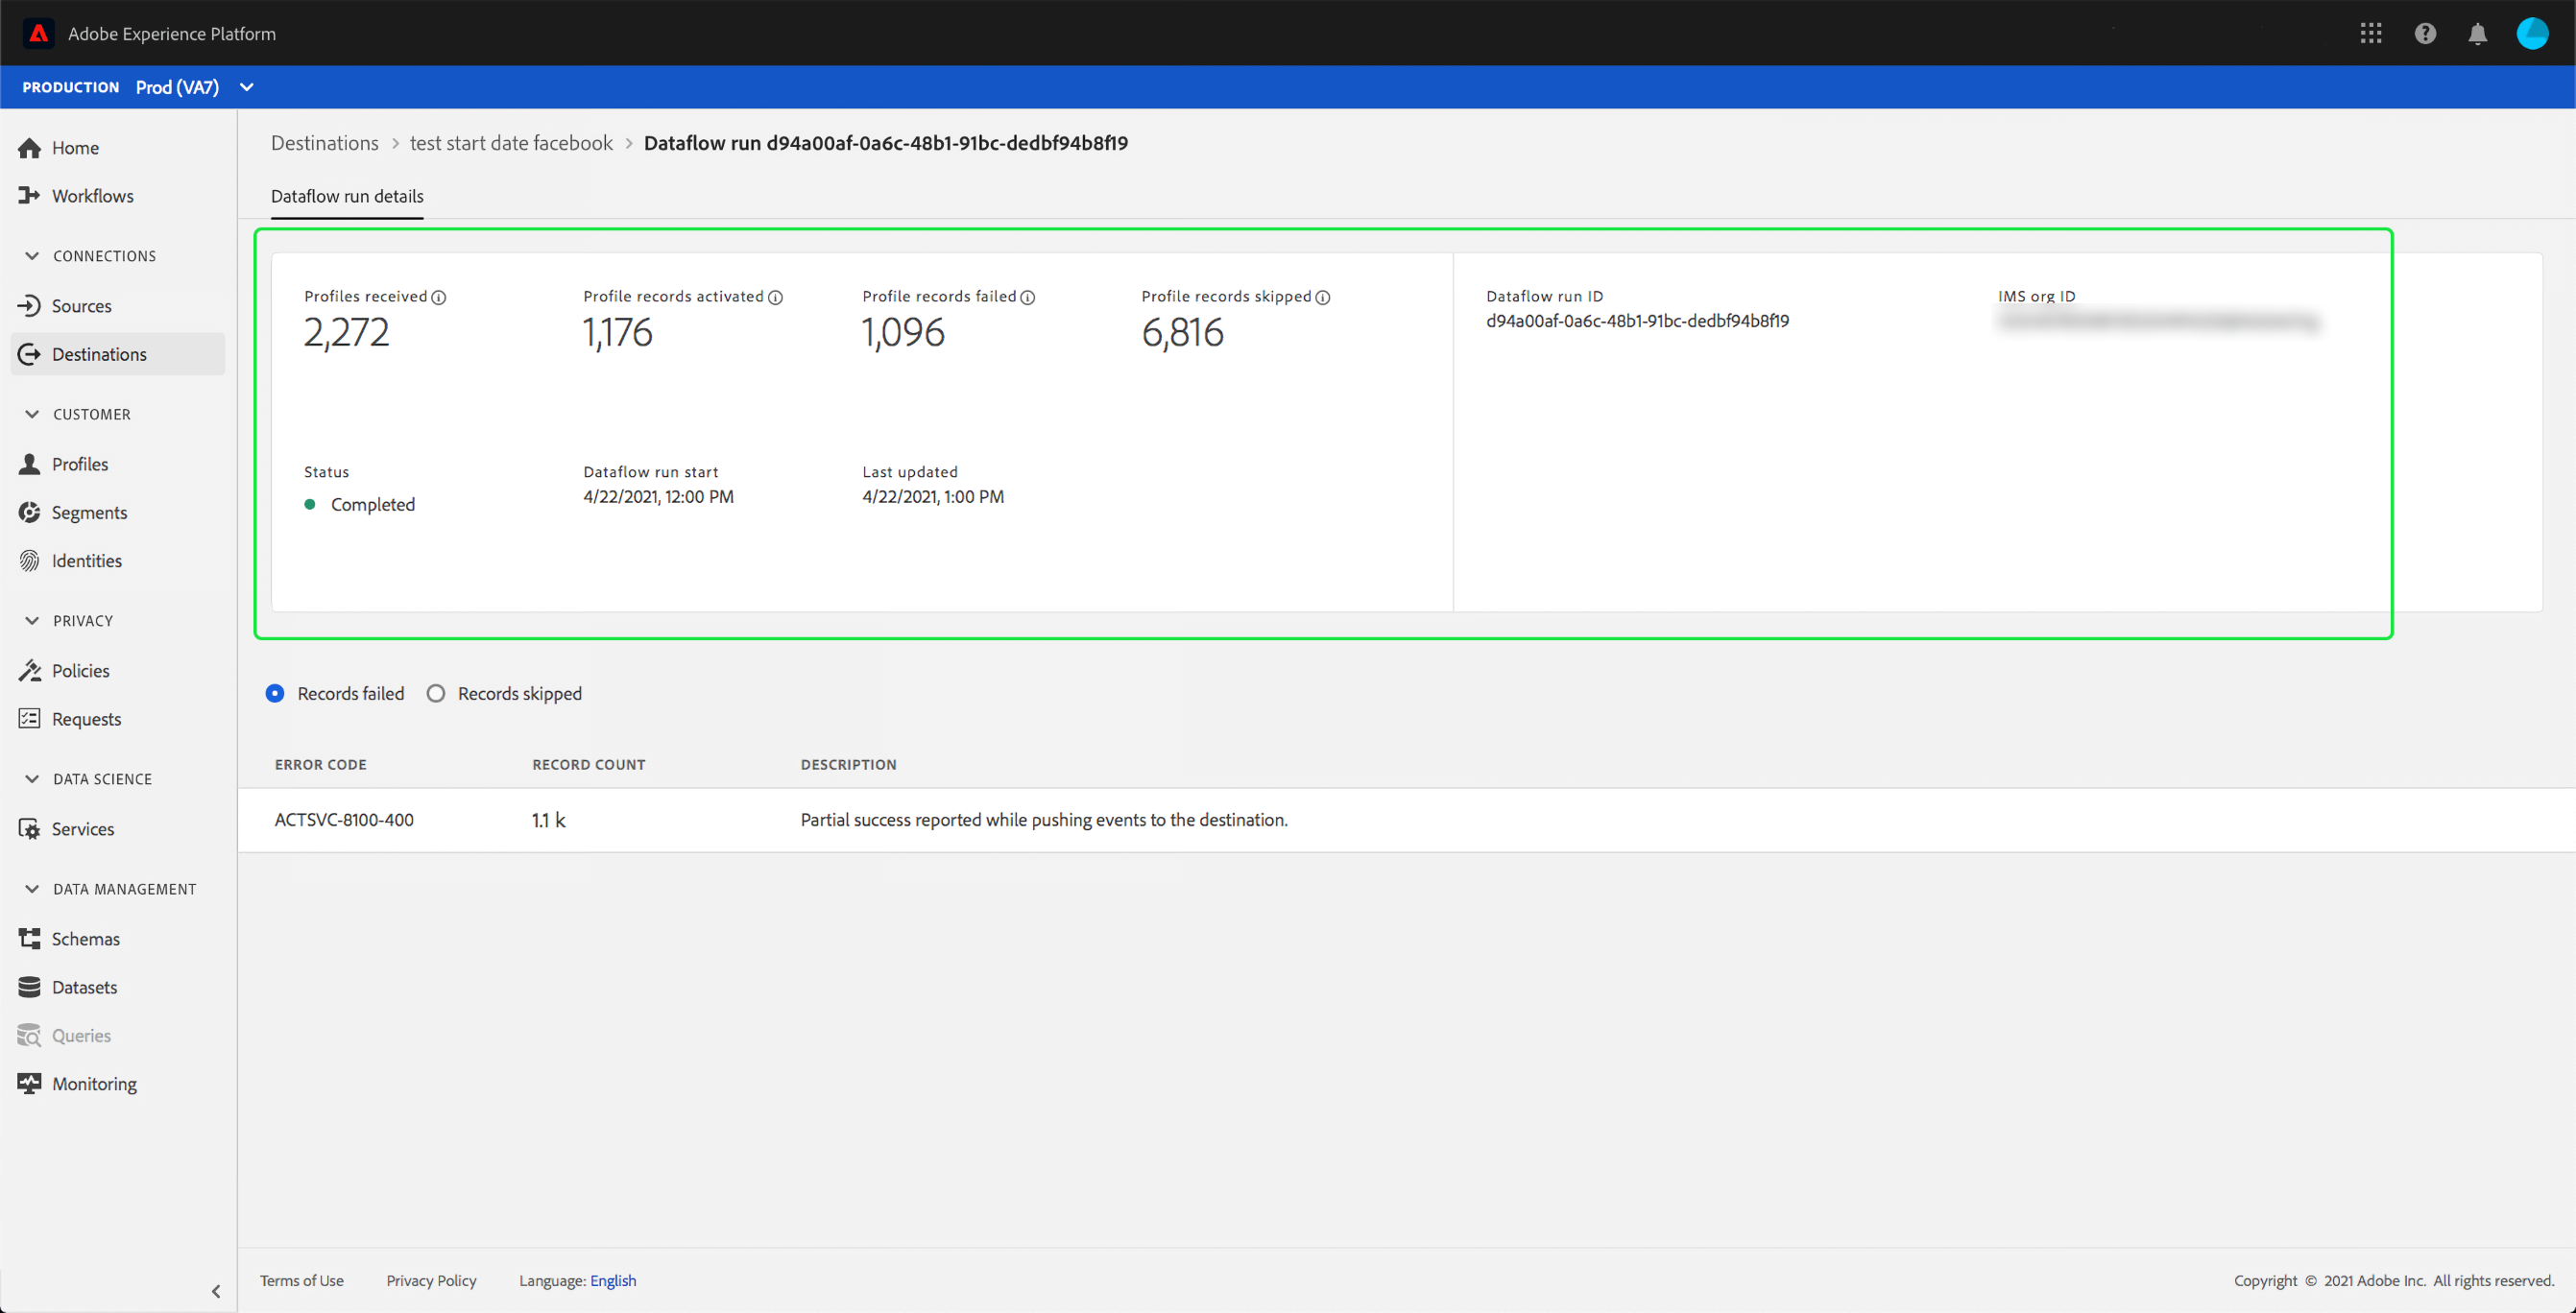 Adobe Experience Platform
PRODUCTION Prod (VA7)
Home
Workflows
CONNECTIONS
Sources
Destinations
CUSTOMER
Profiles
Segments
Identities
PRIVACY
Policies
Requests
DATA SCIENCE
Services
DATA MANAGEMENT
Schemas
Datasets
Queries
Monitoring
Destinations > test start date facebook > Dataflow run d94a00af-0a6c-48b1-91bc-dedbf94b8f19
Dataflow run details
Profiles received
2,272
Profile records activated
1,176
Profile records failed
1,096
Profile records skipped
6,816
Status
Completed
Dataflow run start
4/22/2021, 12:00 PM
Last updated
4/22/2021, 1:00 PM
Dataflow run ID
d94a00af-0a6c-48b1-91bc-dedbf94b8f19
IMS org ID
Records failed Records skipped
ERROR CODE RECORD COUNT DESCRIPTION
ACTSVC-8100-400 1.1 k Partial success reported while pushing events to the destination.
Terms of Use Privacy Policy Language: English Copyright © 2021 Adobe Inc. All rights reserved.